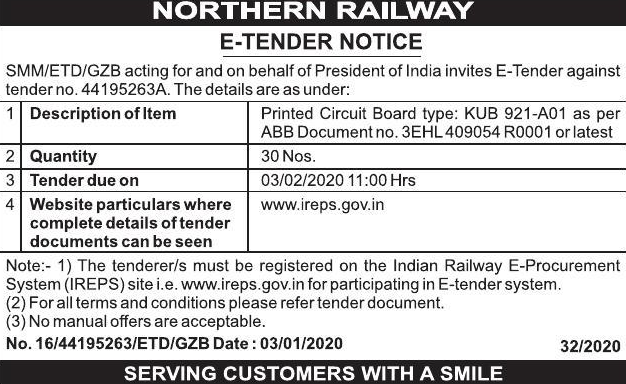 NORTHERN RAILWAY
E-TENDER NOTICE
SMM/ETD/GZB acting for and on behalf of President of India invites E-Tender against
tender no. 44195263A. The details are as under:
1 Description of Item Printed Circuit Board type: KUB 921-A01 as per
ABB Document no. 3EHL 409054 R0001 or latest
2 Quantity 30 Nos.
3 Tender due on 03/02/2020 11:00 Hrs
4 Website particulars where www.ireps.gov.in
complete details of tender
documents can be seen
Note:- 1) The tenderer/s must be registered on the Indian Railway E-Procurement
System (IREPS) site i.e. www.ireps.gov.in for participating in E-tender system.
(2) For all terms and conditions please refer tender document.
(3) No manual offers are acceptable.
No. 16/44195263/ETD/GZB Date : 03/01/2020 32/2020
SERVING CUSTOMERS WITH A SMILE